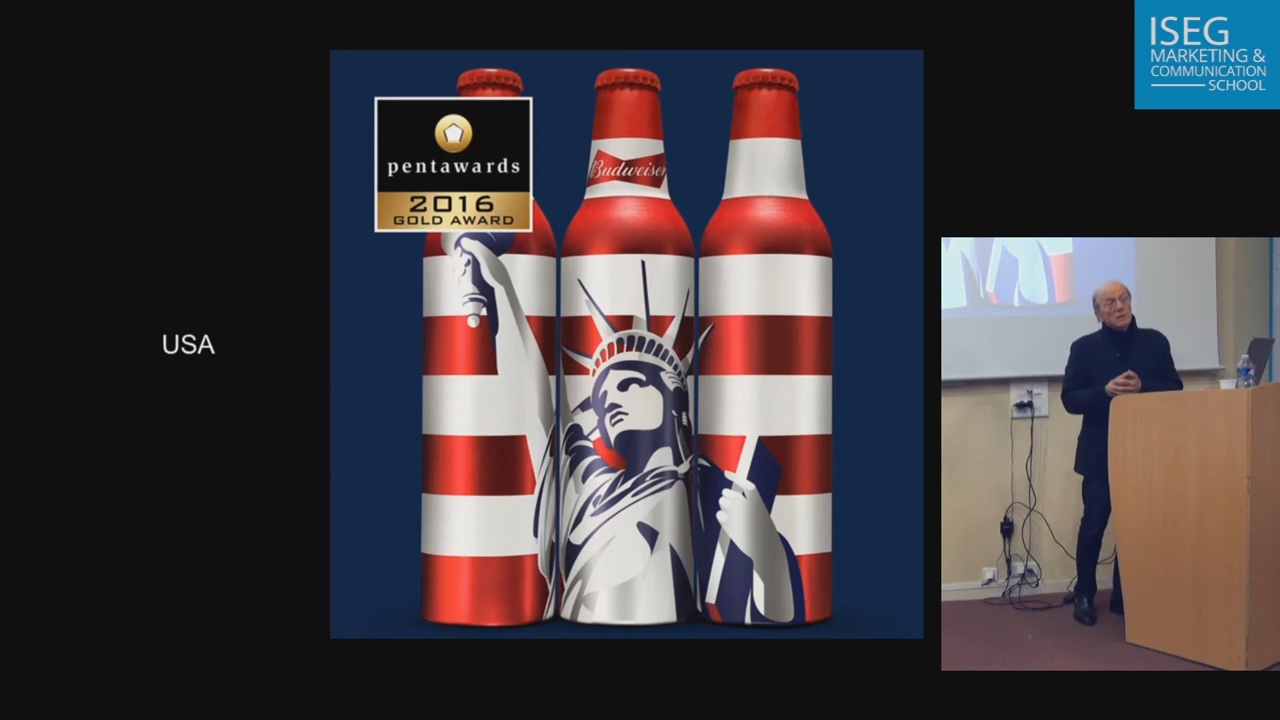 ISEG
MARKETING &
COMMUNICATION
SCHOOL
pentawards
2016
GOLD AWARD
Budweiser
USA